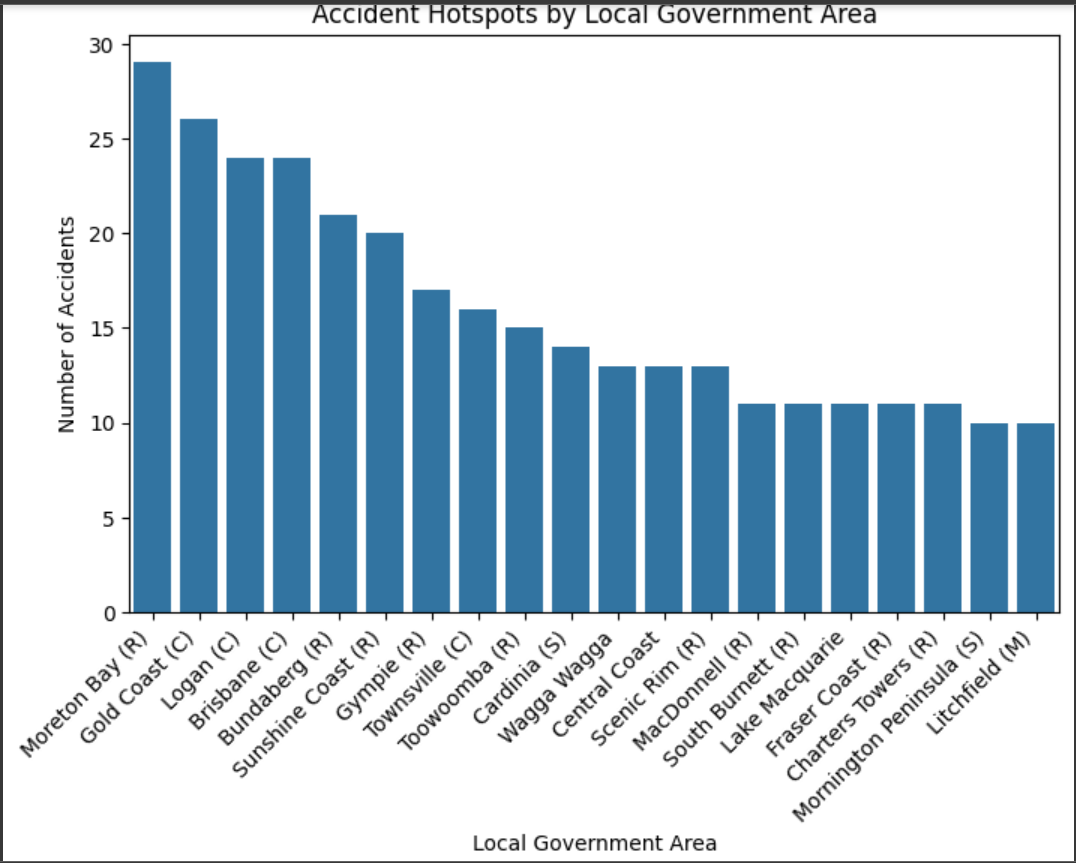 Accident Hotspots by Local Government Area
30
25
20
15
10
5
0
Number of Accidents
Moreton Bay (R)
Gold Coast (C)
Logan (C)
Brisbane (C)
Bundaberg (R)
Sunshine Coast (R)
Gympie (R)
Townsville (C)
Toowoomba (R)
Cardinia (S)
Wagga Wagga
Central Coast
Scenic Rim (R)
MacDonnell (R)
South Burnett (R)
Lake Macquarie
Fraser Coast (R)
Charters Towers (R)
Mornington Peninsula (S)
Litchfield (M)
Local Government Area